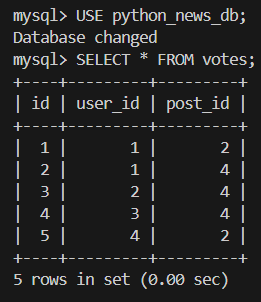 mysql> USE python_news_db;
Database changed
mysql> SELECT * FROM votes;
+----+---------+---------+
| id | user_id | post_id |
+----+---------+---------+
|  1 |       1 |       2 |
|  2 |       1 |       4 |
|  3 |       2 |       4 |
|  4 |       3 |       4 |
|  5 |       4 |       2 |
+----+---------+---------+
5 rows in set (0.00 sec)